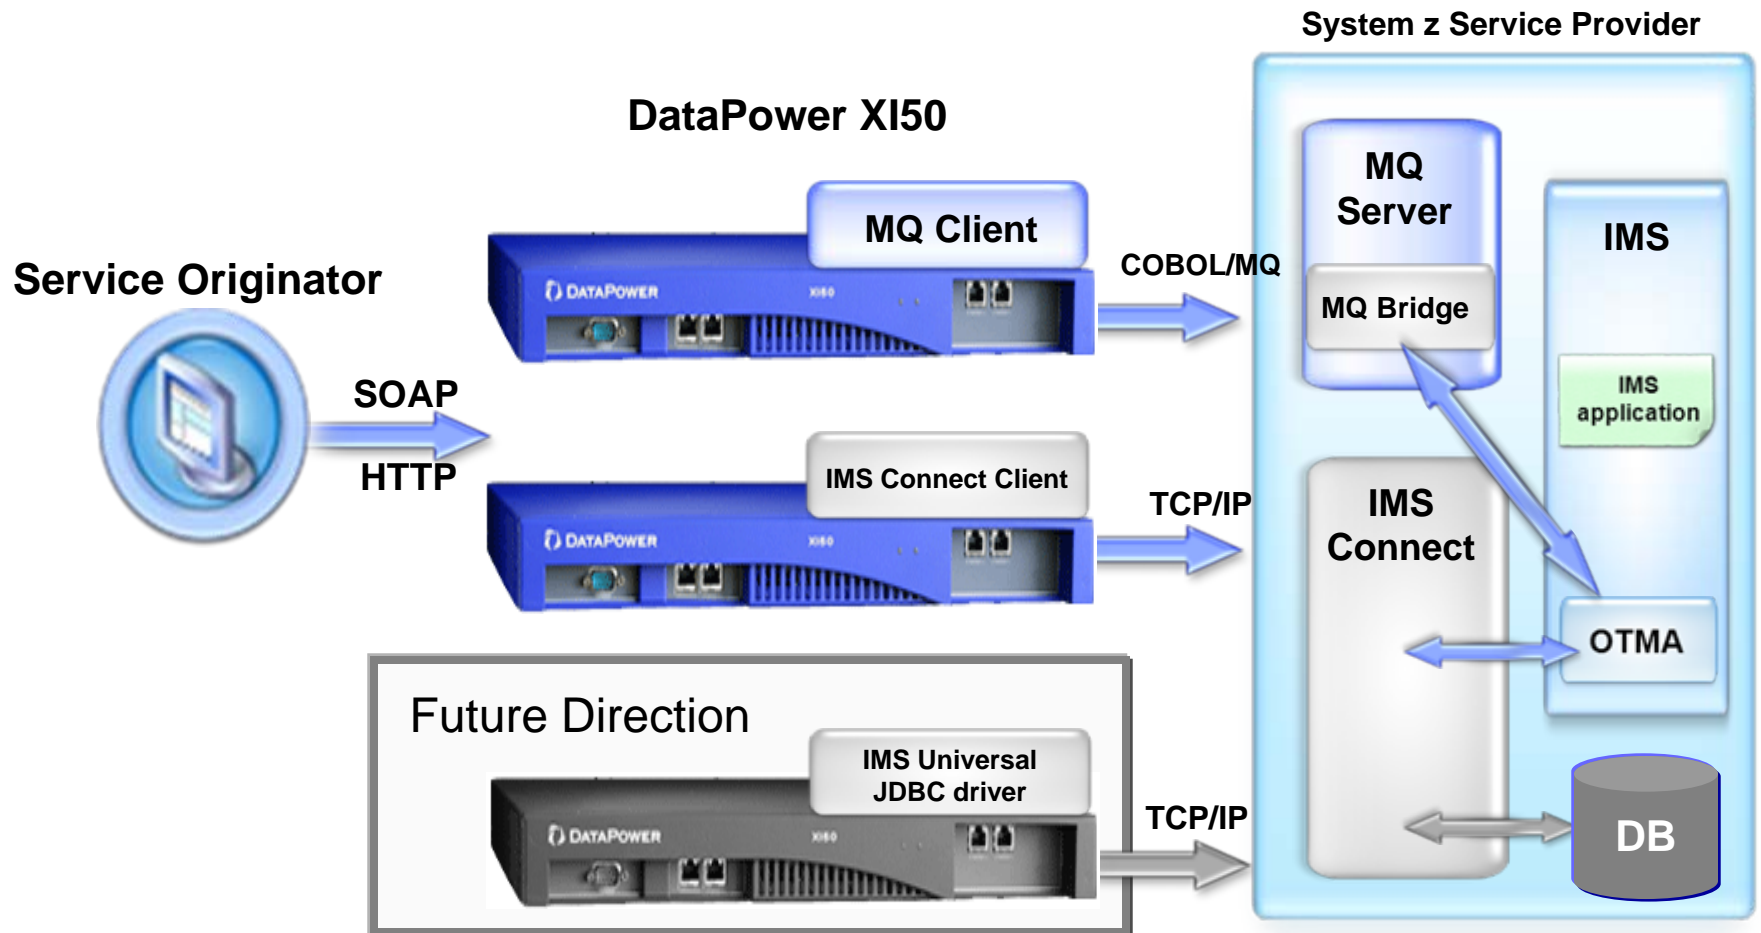 System z Service Provider
DataPower XI50
Service Originator
SOAP
HTTP
MQ Client
DATAPOWER
XI50
COBOL/MQ
IMS Connect Client
DATAPOWER
XI50
TCP/IP
Future Direction
IMS Universal
JDBC driver
DATAPOWER
XI50
TCP/IP
MQ
Server
MQ Bridge
IMS
IMS
application
IMS
Connect
OTMA
DB